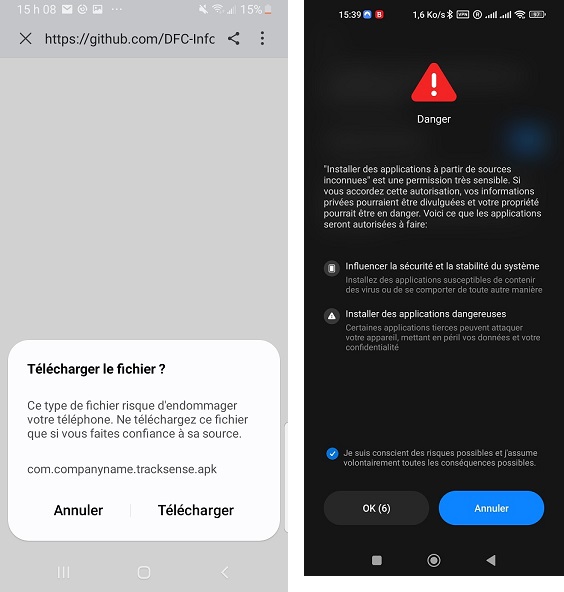 15 h 08
15%
https://github.com/DFC-Info
Télécharger le fichier ?
Ce type de fichier risque d'endommager
votre téléphone. Ne téléchargez ce fichier
que si vous faites confiance à sa source.
com.companyname.tracksense.apk
Annuler
Télécharger
15:39
B
1,6 Ko/s
VPN
R
97
Danger
"Installer des applications à partir de sources
inconnues" est une permission très sensible. Si
vous accordez cette autorisation, vos informations
privées pourraient être divulguées et votre propriété
pourrait être en danger. Voici ce que les applications
seront autorisées à faire:
Influencer la sécurité et la stabilité du système
Installez des applications susceptibles de contenir
des virus ou de se comporter de toute autre manière
Installer des applications dangereuses
Certaines applications tierces peuvent attaquer
votre appareil, mettant en péril vos données et votre
confidentialité
Je suis conscient des risques possibles et j'assume
volontairement toutes les conséquences possibles.
OK (6)
Annuler